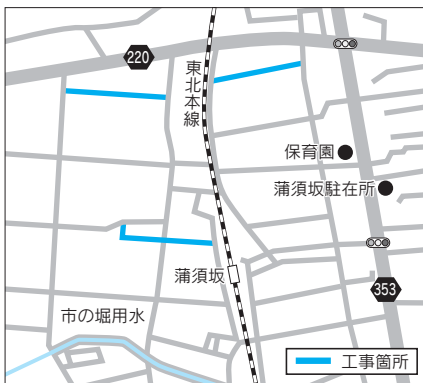 220
東北本線
保育園
蒲須坂駐在所
蒲須坂
353
市の堀用水
工事箇所